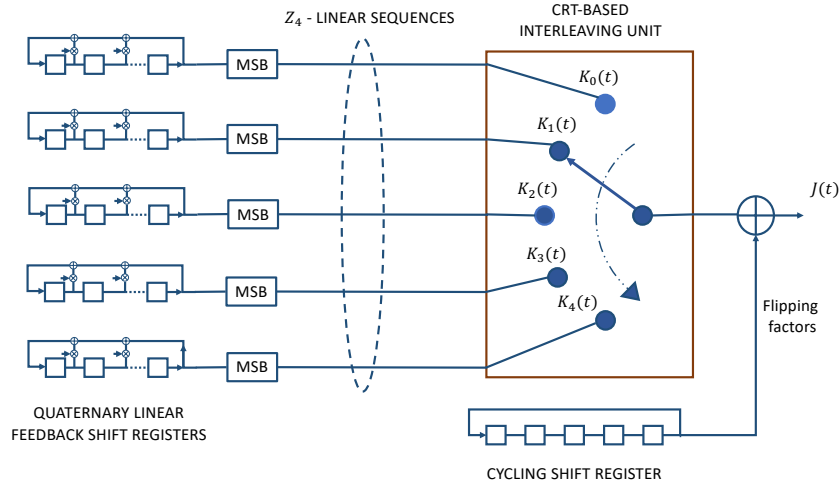 Z₄ - LINEAR SEQUENCES
CRT-BASED
INTERLEAVING UNIT
MSB
K₀(t)
K₁(t)
MSB
K₂(t)
J(t)
MSB
K₃(t)
MSB
K₄(t)
Flipping
factors
MSB
QUATERNARY LINEAR
FEEDBACK SHIFT REGISTERS
CYCLING SHIFT REGISTER